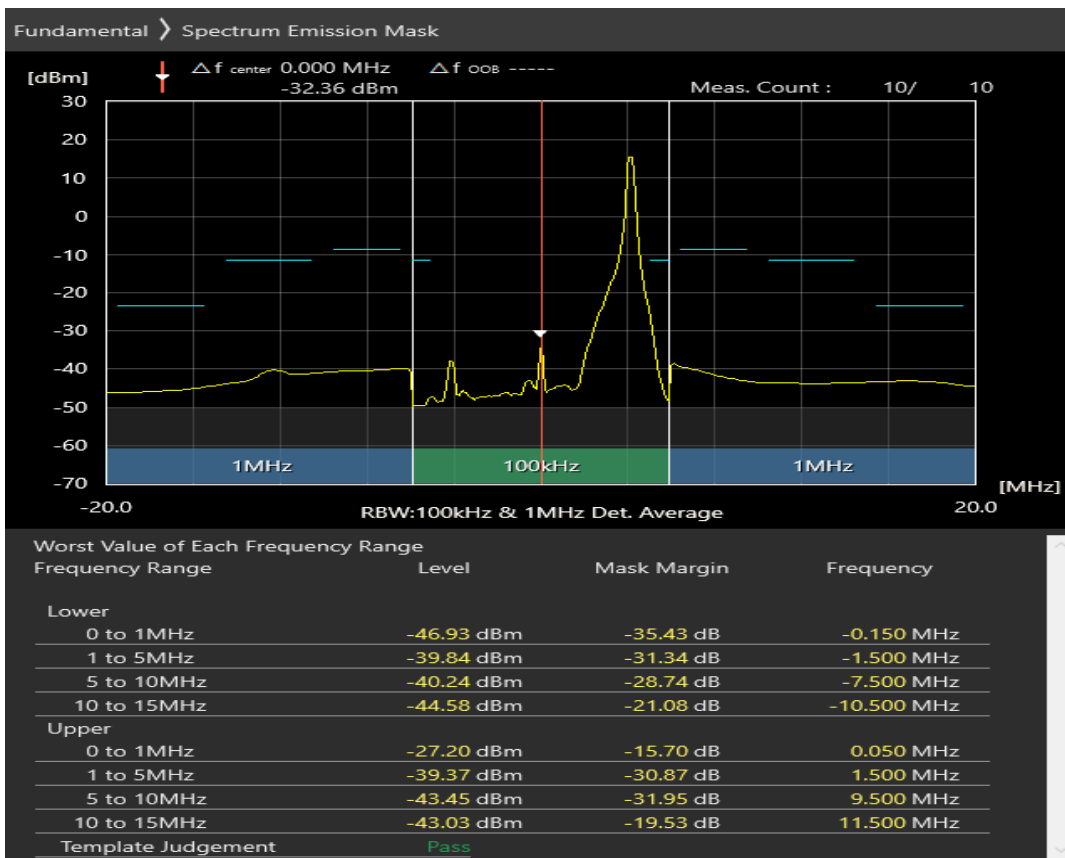 Fundamental 〉 Spectrum Emission Mask
△f center 0.000 MHz △f OOB -----
[dBm]
-32.36 dBm Meas. Count : 10/ 10
30
20
10
0
-10
-20
-30
-40
-50
-60
1MHz 100kHz 1MHz
-70
[MHz]
-20.0 RBW:100kHz & 1MHz Det. Average 20.0
Worst Value of Each Frequency Range
Frequency Range Level Mask Margin Frequency
Lower
0 to 1MHz -46.93 dBm -35.43 dB -0.150 MHz
1 to 5MHz -39.84 dBm -31.34 dB -1.500 MHz
5 to 10MHz -40.24 dBm -28.74 dB -7.500 MHz
10 to 15MHz -44.58 dBm -21.08 dB -10.500 MHz
Upper
0 to 1MHz -27.20 dBm -15.70 dB 0.050 MHz
1 to 5MHz -39.37 dBm -30.87 dB 1.500 MHz
5 to 10MHz -43.45 dBm -31.95 dB 9.500 MHz
10 to 15MHz -43.03 dBm -19.53 dB 11.500 MHz
Template Judgement Pass